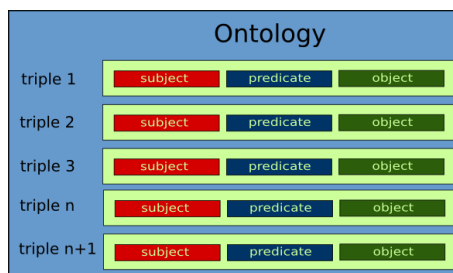 Ontology
triple 1 subject predicate object
triple 2 subject predicate object
triple 3 subject predicate object
triple n subject predicate object
triple n+1 subject predicate object